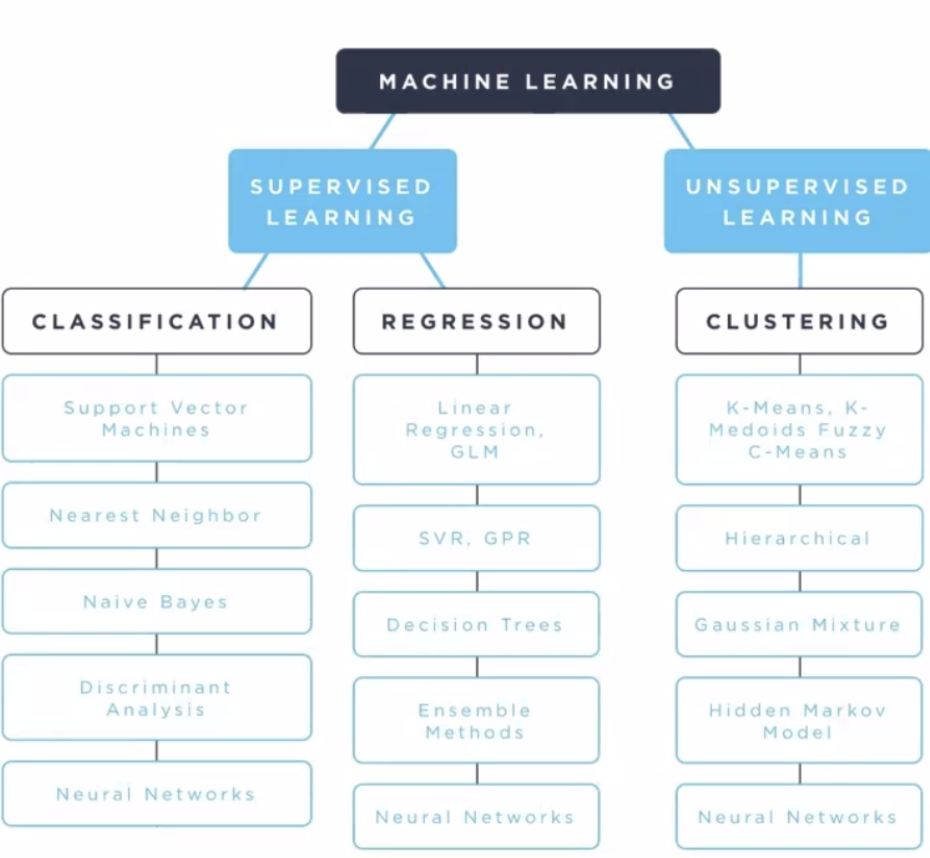 MACHINE LEARNING
SUPERVISED
LEARNING
UNSUPERVISED
LEARNING
CLASSIFICATION
Support Vector
Machines
Nearest Neighbor
Naive Bayes
Discriminant
Analysis
Neural Networks
REGRESSION
Linear
Regression,
GLM
SVR, GPR
Decision Trees
Ensemble
Methods
Neural Networks
CLUSTERING
K-Means, K-
Medoids Fuzzy
C-Means
Hierarchical
Gaussian Mixture
Hidden Markov
Model
Neural Networks